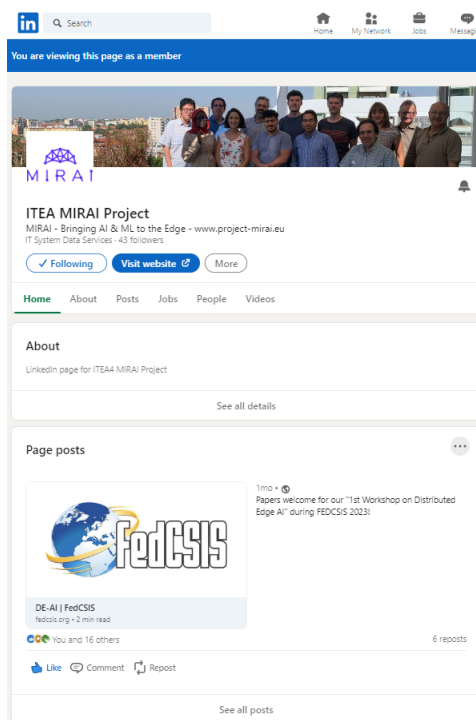 in
Search
Home
My Network
Jobs
Messagi
You are viewing this page as a member
MIRAI
ITEA MIRAI Project
MIRAI - Bringing AI & ML to the Edge - www.project-mirai.eu
IT System Data Services · 43 followers
Following
Visit website
More
Home
About
Posts
Jobs
People
Videos
About
LinkedIn page for ITEA4 MIRAI Project
See all details
Page posts
1mo •
Papers welcome for our "1st Workshop on Distributed
Edge AI" during FEDCSIS 2023!
FedCSIS
DE-AI | FedCSIS
fedcsis.org • 2 min read
You and 16 others
6 reposts
Like
Comment
Repost
See all posts